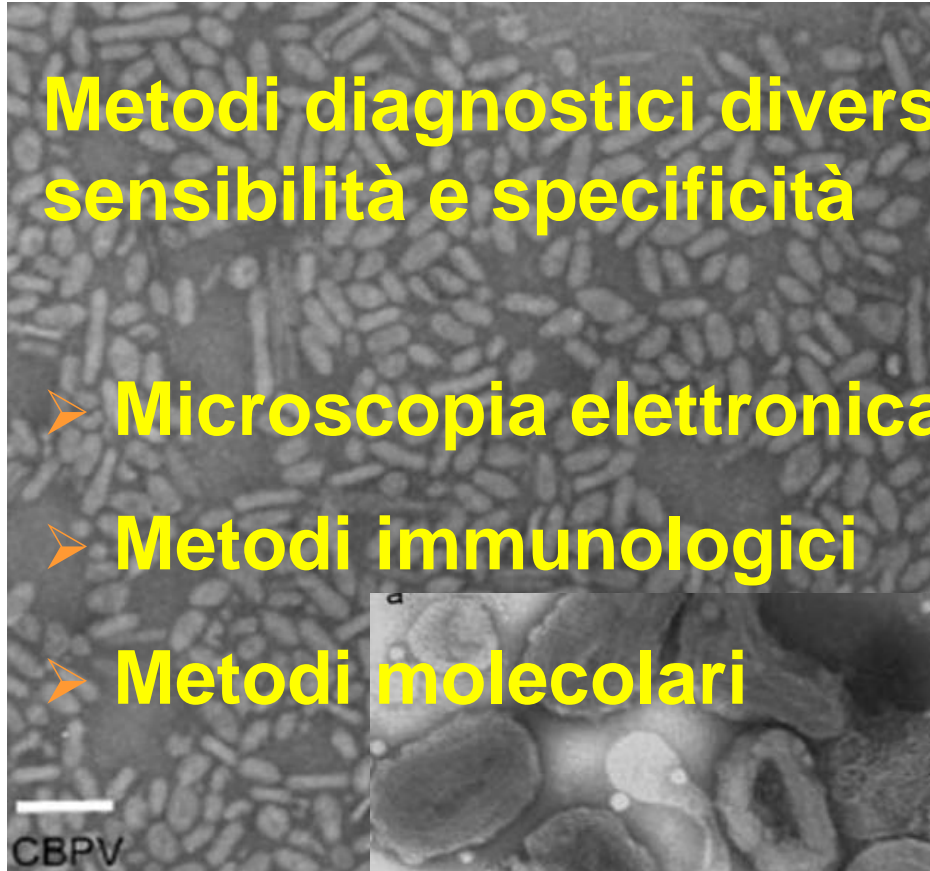 Metodi diagnostici divers
sensibilità e specificità
➢ Microscopia elettronica
➢ Metodi immunologici
a
➢ Metodi molecolari
CBPV